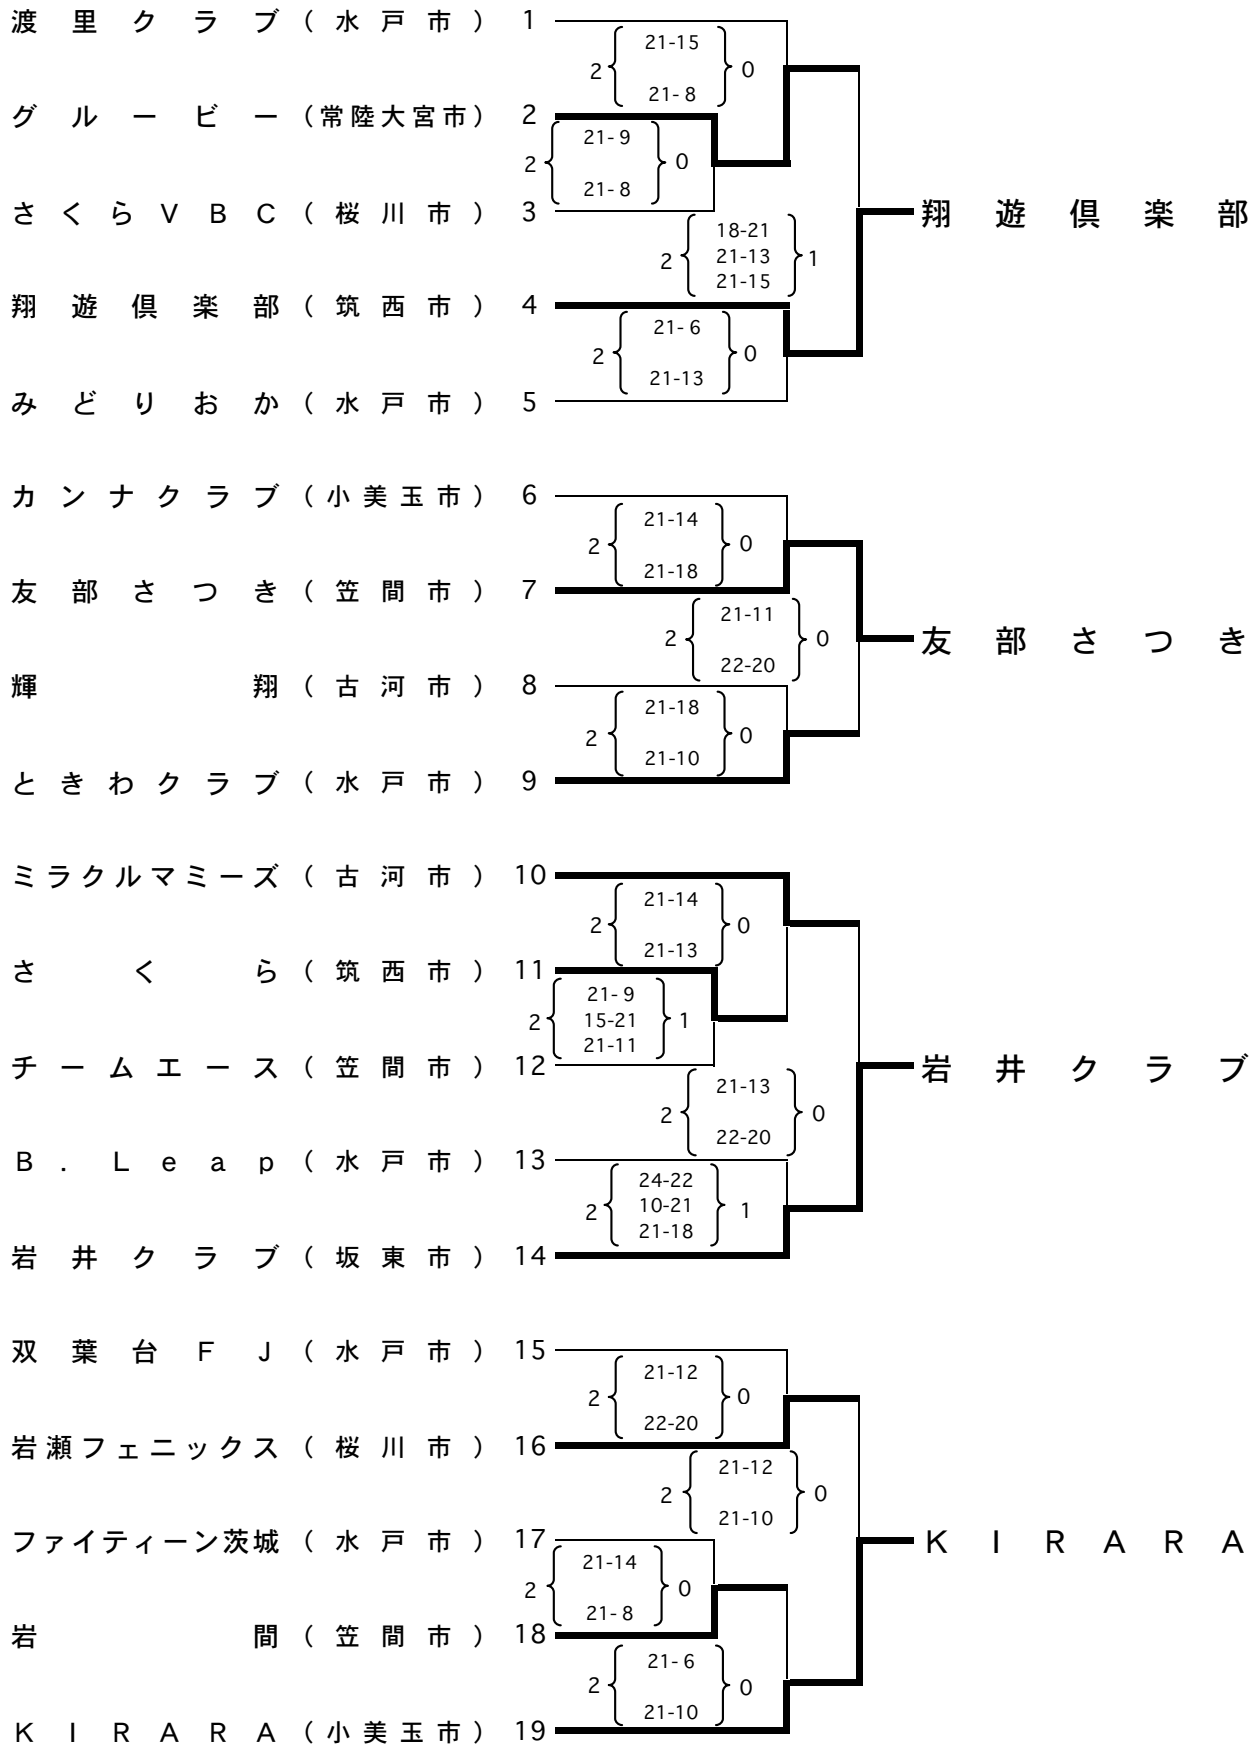 渡里クラブ(水戸市) 1
21-15
2 0
21-8
グルービー(常陸大宮市) 2
21-9
2 0
21-8
さくらVBC(桜川市) 3
翔遊倶楽部
18-21
2 21-13 1
21-15
翔遊倶楽部(筑西市) 4
21-6
2 0
21-13
みどりおか(水戸市) 5
カンナクラブ(小美玉市) 6
21-14
2 0
21-18
友部さつき(笠間市) 7
21-11
2 0 友部さつき
22-20
輝翔(古河市) 8
21-18
2 0
21-10
ときわクラブ(水戸市) 9
ミラクルマミーズ(古河市) 10
21-14
2 0
21-13
さくら(筑西市) 11
21-9
2 15-21 1
21-11
チームエース(笠間市) 12
岩井クラブ
21-13
2 0
22-20
B.Leap(水戸市) 13
24-22
2 10-21 1
21-18
岩井クラブ(坂東市) 14
双葉台FJ(水戸市) 15
21-12
2 0
22-20
岩瀬フェニックス(桜川市) 16
21-12
2 0
21-10
ファイティーン茨城(水戸市) 17
KIRARA
21-14
2 0
21-8
岩間(笠間市) 18
21-6
2 0
21-10
KIRARA(小美玉市) 19